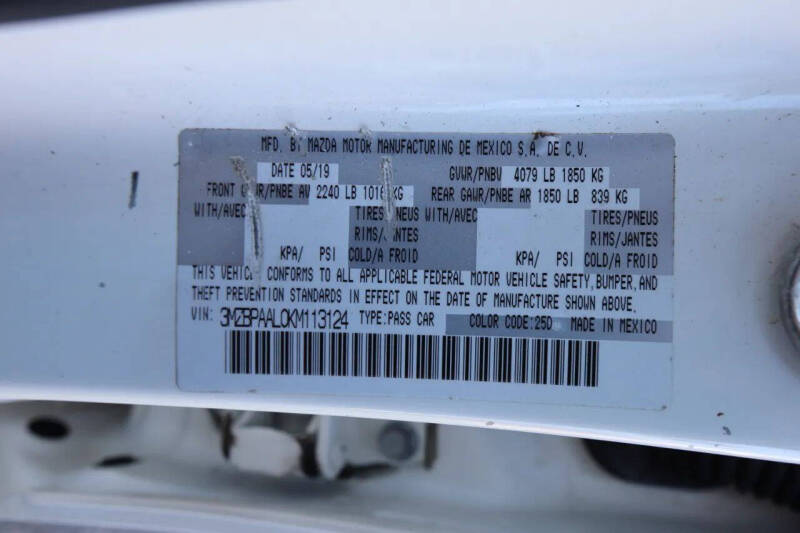 MFD. BY MAZDA MOTOR MANUFACTURING DE MEXICO S.A. DE C.V.
DATE 05/19 GVWR/PNBV 4079 LB 1850 KG
FRONT GAWR/PNBE AV 2240 LB 1016 KG REAR GAWR/PNBE AR 1850 LB 839 KG
WITH/AVEC TIRES/PNEUS WITH/AVEC TIRES/PNEUS
RIMS/JANTES RIMS/JANTES
KPA/ PSI COLD/A FROID KPA/ PSI COLD/A FROID
THIS VEHICLE CONFORMS TO ALL APPLICABLE FEDERAL MOTOR VEHICLE SAFETY, BUMPER, AND
THEFT PREVENTION STANDARDS IN EFFECT ON THE DATE OF MANUFACTURE SHOWN ABOVE.
VIN: 3MZBPAAL0KM113124 TYPE:PASS CAR COLOR CODE:25D MADE IN MEXICO